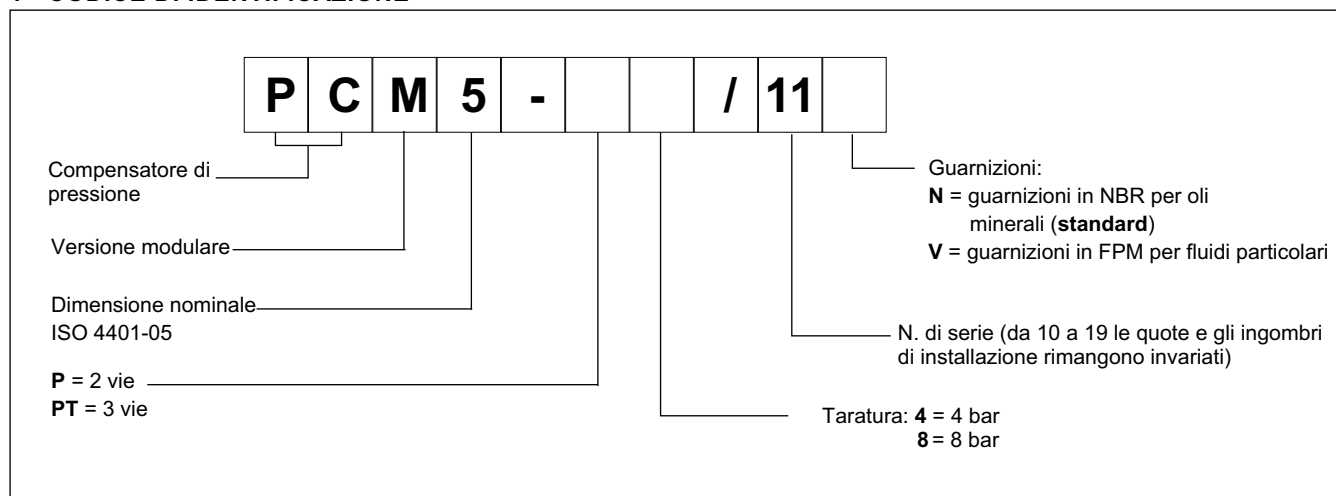 P C M 5 - / 11
Compensatore di
pressione
Versione modulare
Dimensione nominale
ISO 4401-05
P = 2 vie
PT = 3 vie
Guarnizioni:
N = guarnizioni in NBR per oli
minerali (standard)
V = guarnizioni in FPM per fluidi particolari
N. di serie (da 10 a 19 le quote e gli ingombri
di installazione rimangono invariati)
Taratura: 4 = 4 bar
8 = 8 bar